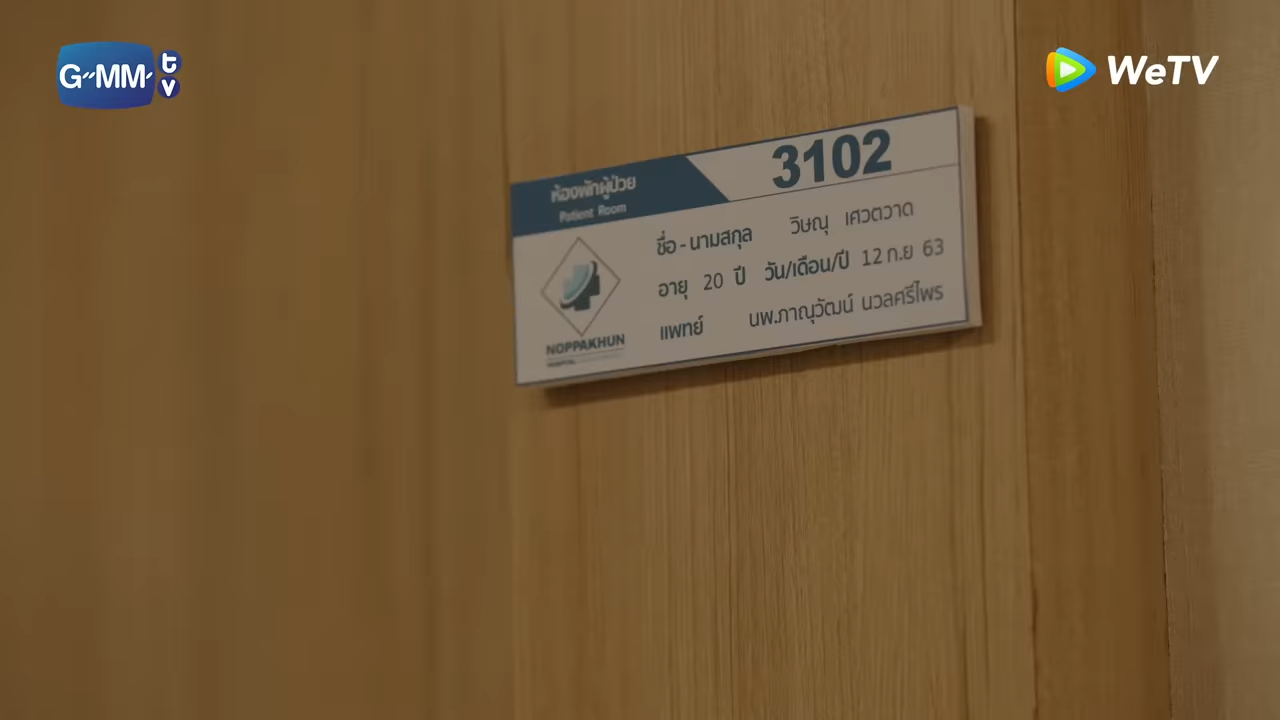 GMM
tv
WeTV
ห้องพักผู้ป่วย
Patient Room
3102
ชื่อ - นามสกุล วิษณุ เศวตวาด
อายุ 20 ปี วัน/เดือน/ปี 12 ก.ย 63
แพทย์ นพ.ภาณุวัฒน์ นวลศรีไพร
NOPPAKHUN
HOSPITAL